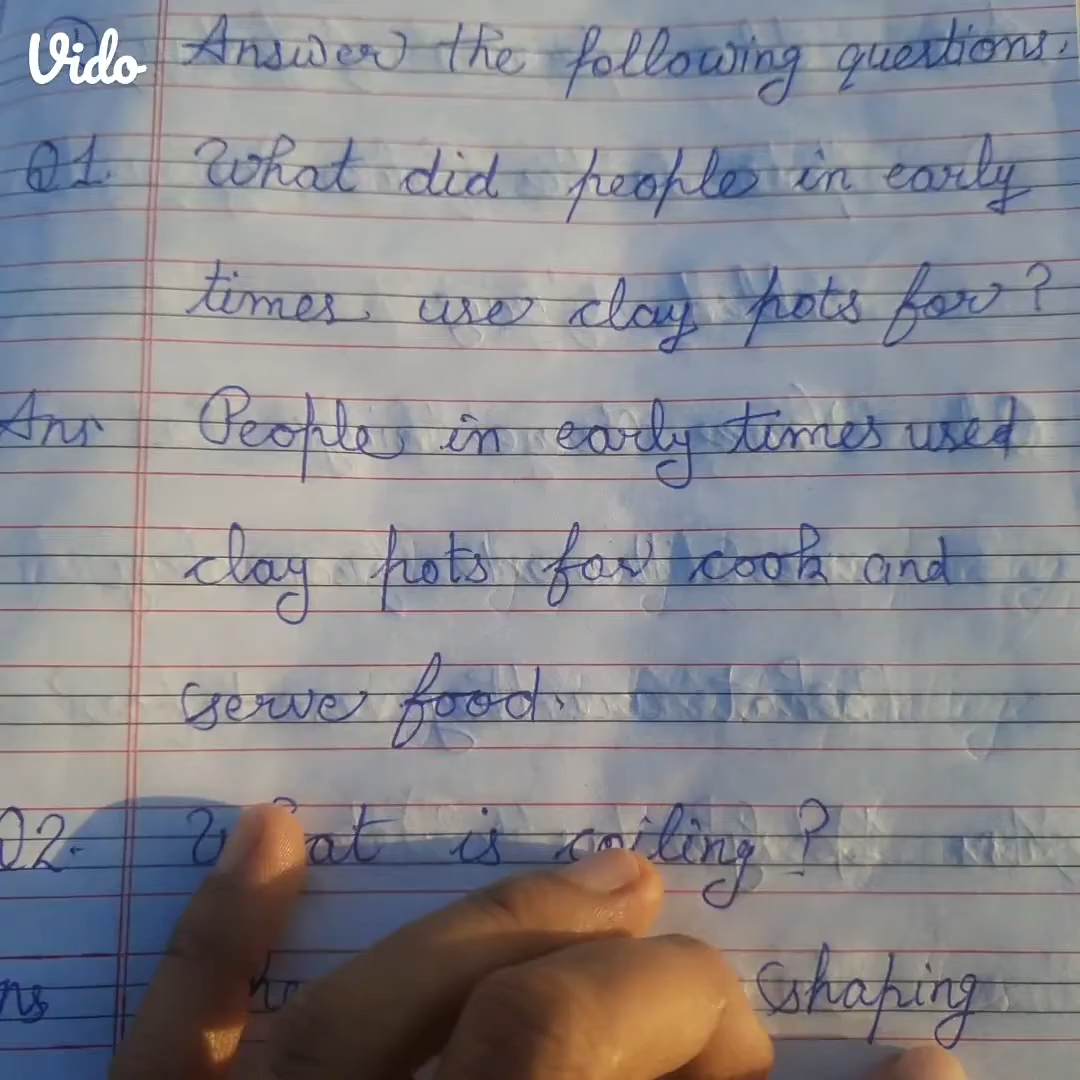 Vido
Answer the following questions.
Q1. What did people in early
times use clay pots for?
Ans People in early times used
clay pots for cook and
serve food.
Q2. What is coiling?
shaping